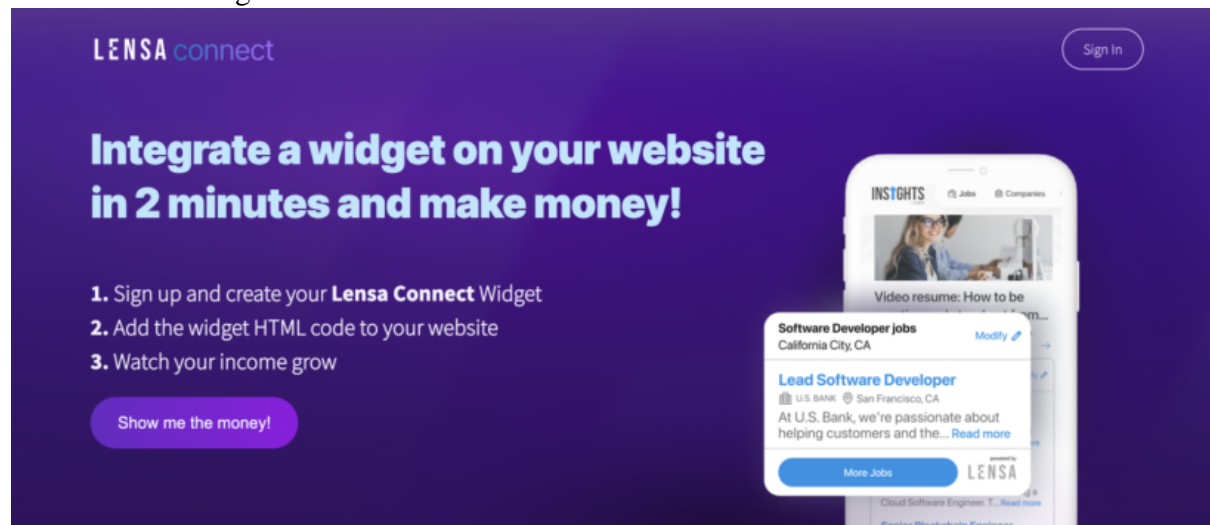 LENSA connect
Sign In
Integrate a widget on your website
in 2 minutes and make money!
1. Sign up and create your Lensa Connect Widget
2. Add the widget HTML code to your website
3. Watch your income grow
Show me the money!
INSIGHTS
Jobs
Companies
Video resume: How to be
Software Developer jobs
California City, CA
Modify
Lead Software Developer
U.S. BANK San Francisco, CA
At U.S. Bank, we're passionate about
helping customers and the... Read more
More Jobs
powered by
LENSA
Cloud Software Engineer. T... Read more
Senior Blockchain Engineer